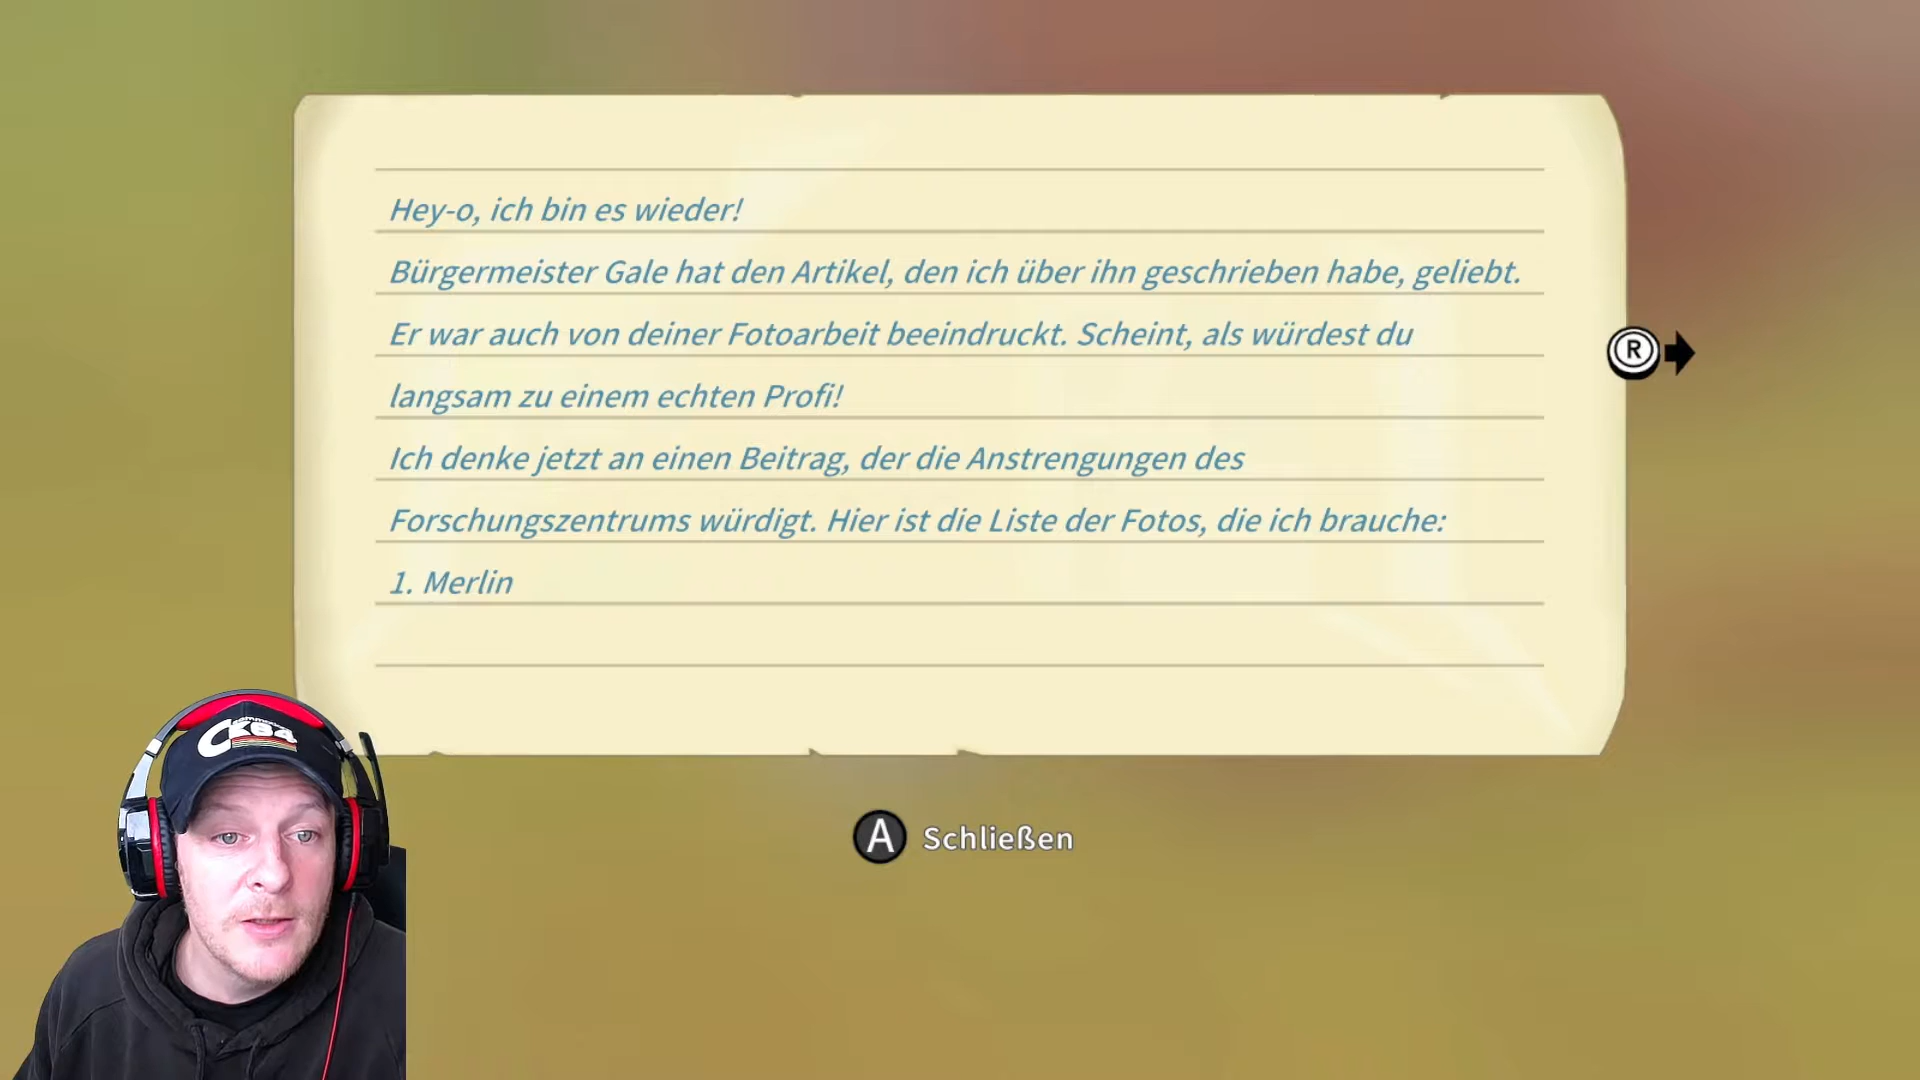 Hey-o, ich bin es wieder!
Bürgermeister Gale hat den Artikel, den ich über ihn geschrieben habe, geliebt.
Er war auch von deiner Fotoarbeit beeindruckt. Scheint, als würdest du
langsam zu einem echten Profi!
Ich denke jetzt an einen Beitrag, der die Anstrengungen des
Forschungszentrums würdigt. Hier ist die Liste der Fotos, die ich brauche:
1. Merlin
R
A Schließen